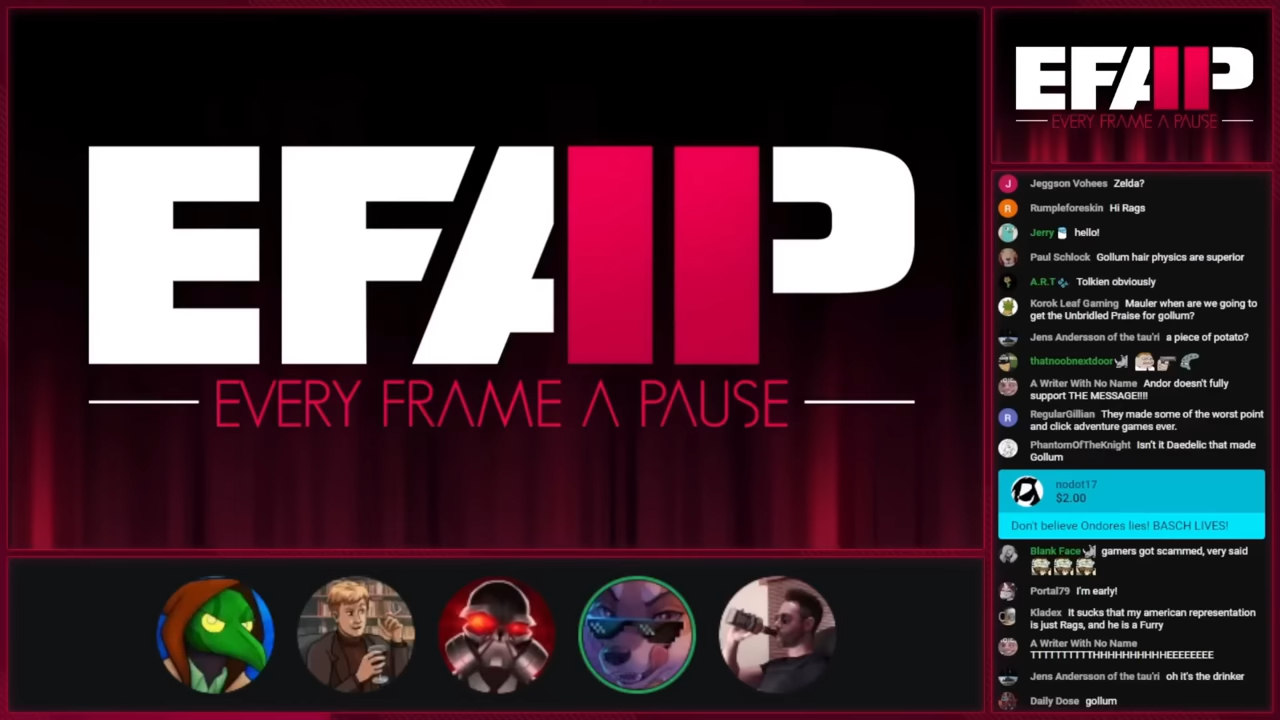 EFAP
EVERY FRAME A PAUSE
EFAP
EVERY FRAME A PAUSE
J Jeggson Vohees Zelda?
R Rumpleforeskin Hi Rags
Jerry hello!
Paul Schlock Gollum hair physics are superior
A.R.T Tolkien obviously
Korok Leaf Gaming Mauler when are we going to
get the Unbridled Praise for gollum?
Jens Andersson of the tau'ri a piece of potato?
thatnoobnextdoor
A Writer With No Name Andor doesn't fully
support THE MESSAGE!!!!
R RegularGillian They made some of the worst point
and click adventure games ever.
PhantomOfTheKnight Isn't it Daedelic that made
Gollum
nodot17
$2.00
Don't believe Ondores lies! BASCH LIVES!
Blank Face gamers got scammed, very said
Portal79 I'm early!
Kladex It sucks that my american representation
is just Rags, and he is a Furry
A Writer With No Name
TTTTTTTTTTHHHHHHHHHHEEEEEEEE
Jens Andersson of the tau'ri oh it's the drinker
Daily Dose gollum